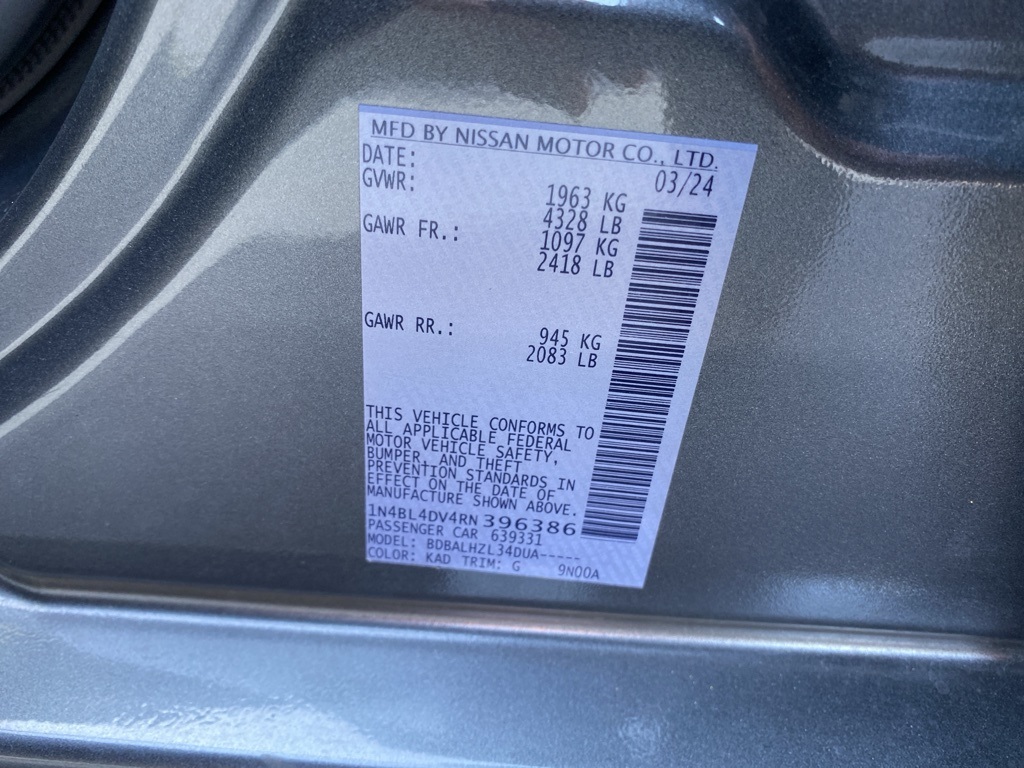 MFD BY NISSAN MOTOR CO., LTD.
DATE: 03/24
GVWR: 1963 KG
4328 LB
GAWR FR.: 1097 KG
2418 LB
GAWR RR.: 945 KG
2083 LB
THIS VEHICLE CONFORMS TO
ALL APPLICABLE FEDERAL
MOTOR VEHICLE SAFETY,
BUMPER, AND THEFT
PREVENTION STANDARDS IN
EFFECT ON THE DATE OF
MANUFACTURE SHOWN ABOVE.
1N4BL4DV4RN 396386
PASSENGER CAR 639331
MODEL: BDBALHZL34DUA-----
COLOR: KAD TRIM: G 9N00A